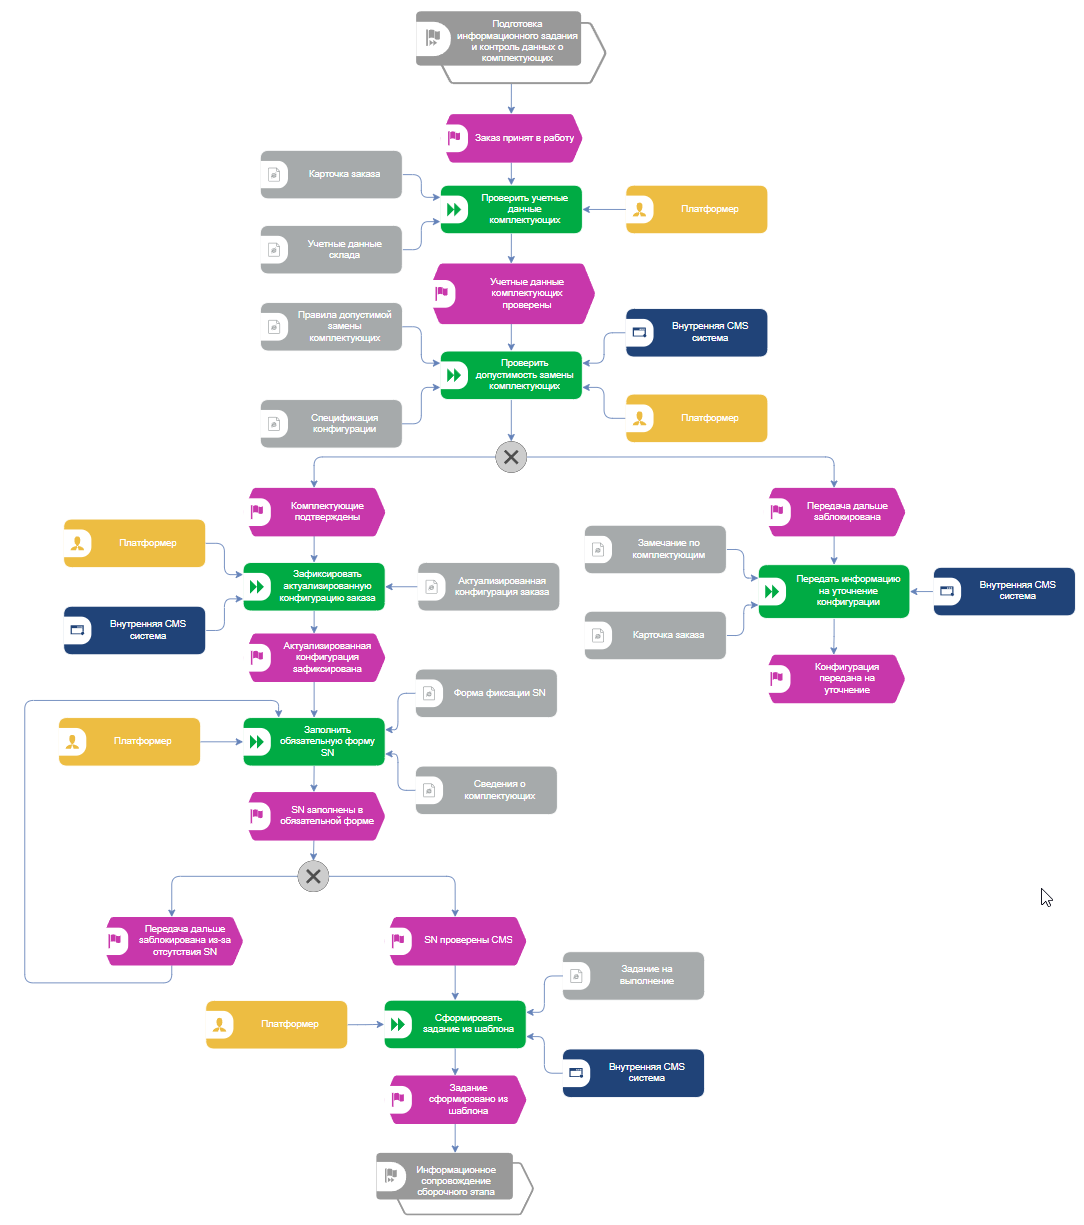 Подготовка
информационного задания
и контроль данных о
комплектующих
Заказ принят в работу
Карточка заказа
Проверить учетные
данные
комплектующих
Платформер
Учетные данные
склада
Учетные данные
комплектующих
проверены
Правила допустимой
замены
комплектующих
Внутренняя CMS
система
Проверить
допустимость замены
комплектующих
Спецификация
конфигурации
Платформер
Комплектующие
подтверждены
Передача дальше
заблокирована
Платформер
Замечание по
комплектующим
Зафиксировать
актуализированную
конфигурацию заказа
Актуализированная
конфигурация заказа
Передать информацию
на уточнение
конфигурации
Внутренняя CMS
система
Внутренняя CMS
система
Карточка заказа
Актуализированная
конфигурация
зафиксирована
Конфигурация
передана на
уточнение
Форма фиксации SN
Платформер
Заполнить
обязательную форму
SN
Сведения о
комплектующих
SN заполнены в
обязательной форме
Передача дальше
заблокирована из-за
отсутствия SN
SN проверены CMS
Задание на
выполнение
Платформер
Сформировать
задание из шаблона
Внутренняя CMS
система
Задание
сформировано из
шаблона
Информационное
сопровождение
сборочного этапа